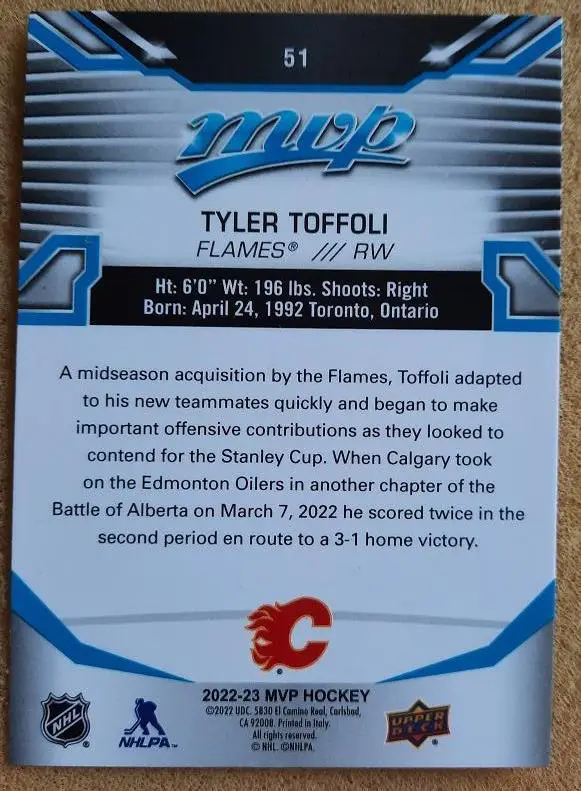 51
mvp
TYLER TOFFOLI
FLAMES® /// RW
Ht: 6'0" Wt: 196 lbs. Shoots: Right
Born: April 24, 1992 Toronto, Ontario
A midseason acquisition by the Flames, Toffoli adapted
to his new teammates quickly and began to make
important offensive contributions as they looked to
contend for the Stanley Cup. When Calgary took
on the Edmonton Oilers in another chapter of the
Battle of Alberta on March 7, 2022 he scored twice in the
second period en route to a 3-1 home victory.
C
®
2022-23 MVP HOCKEY
©2022 UDC. 5830 El Camino Real, Carlsbad,
CA 92008. Printed in Italy.
All rights reserved.
© NHL. ©NHLPA.
NHL ®
NHLPA™
UPPER
DECK